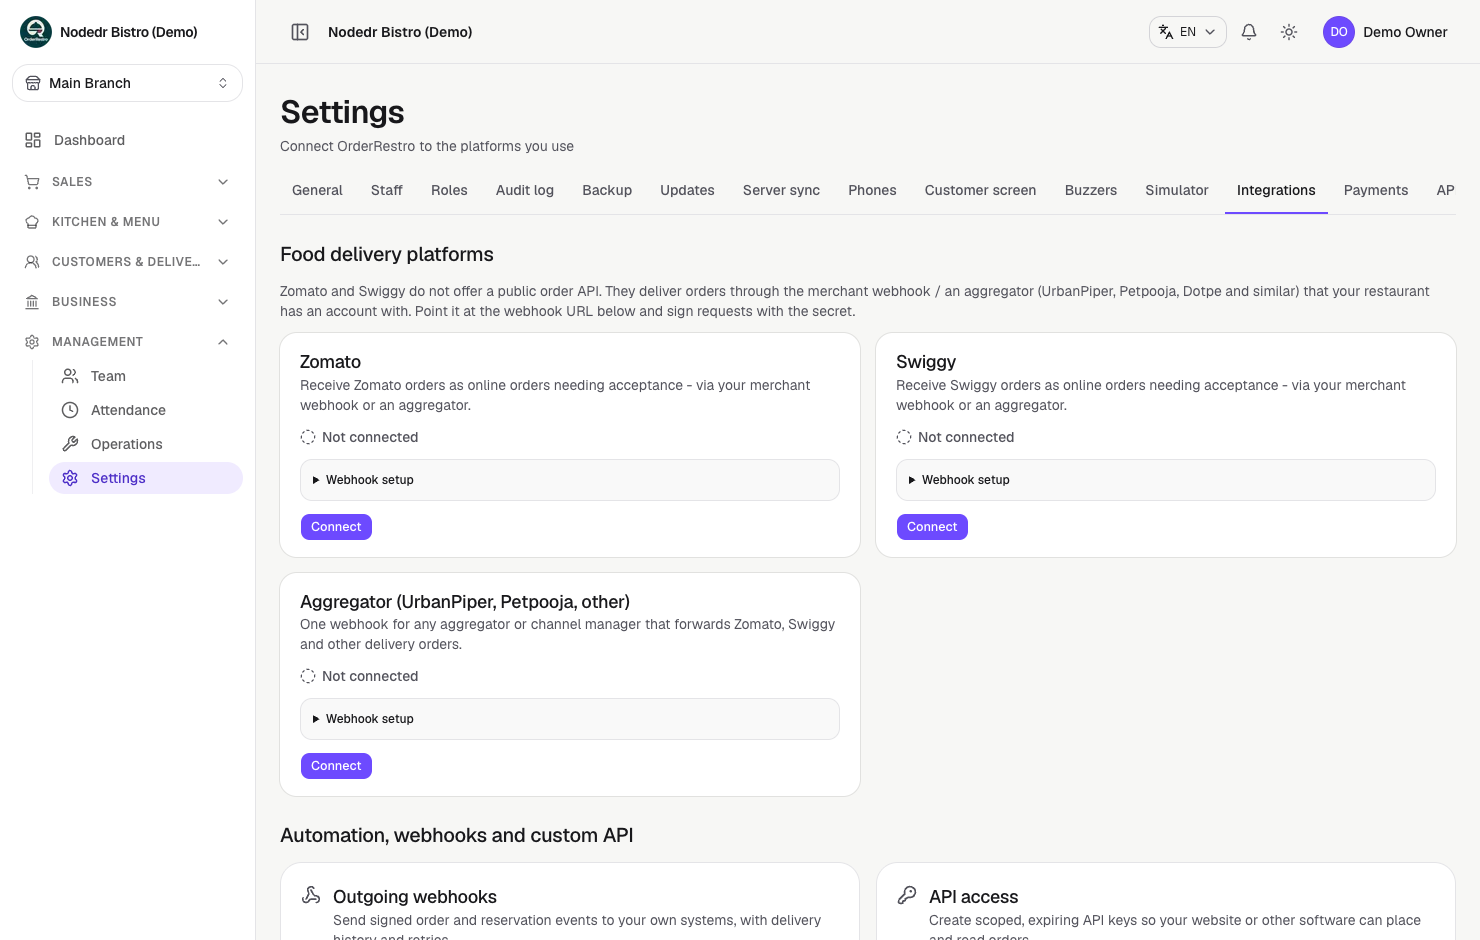 Nodedr Bistro (Demo)
Main Branch
Dashboard
SALES
KITCHEN & MENU
CUSTOMERS & DELIVE...
BUSINESS
MANAGEMENT
Team
Attendance
Operations
Settings
Nodedr Bistro (Demo)
EN
DO
Demo Owner
Settings
Connect OrderRestro to the platforms you use
General
Staff
Roles
Audit log
Backup
Updates
Server sync
Phones
Customer screen
Buzzers
Simulator
Integrations
Payments
AP
Food delivery platforms
Zomato and Swiggy do not offer a public order API. They deliver orders through the merchant webhook / an aggregator (UrbanPiper, Petpooja, Dotpe and similar) that your restaurant
has an account with. Point it at the webhook URL below and sign requests with the secret.
Zomato
Receive Zomato orders as online orders needing acceptance - via your merchant
webhook or an aggregator.
Not connected
Webhook setup
Connect
Swiggy
Receive Swiggy orders as online orders needing acceptance - via your merchant
webhook or an aggregator.
Not connected
Webhook setup
Connect
Aggregator (UrbanPiper, Petpooja, other)
One webhook for any aggregator or channel manager that forwards Zomato, Swiggy
and other delivery orders.
Not connected
Webhook setup
Connect
Automation, webhooks and custom API
Outgoing webhooks
Send signed order and reservation events to your own systems, with delivery
history and retries.
API access
Create scoped, expiring API keys so your website or other software can place
and read orders.